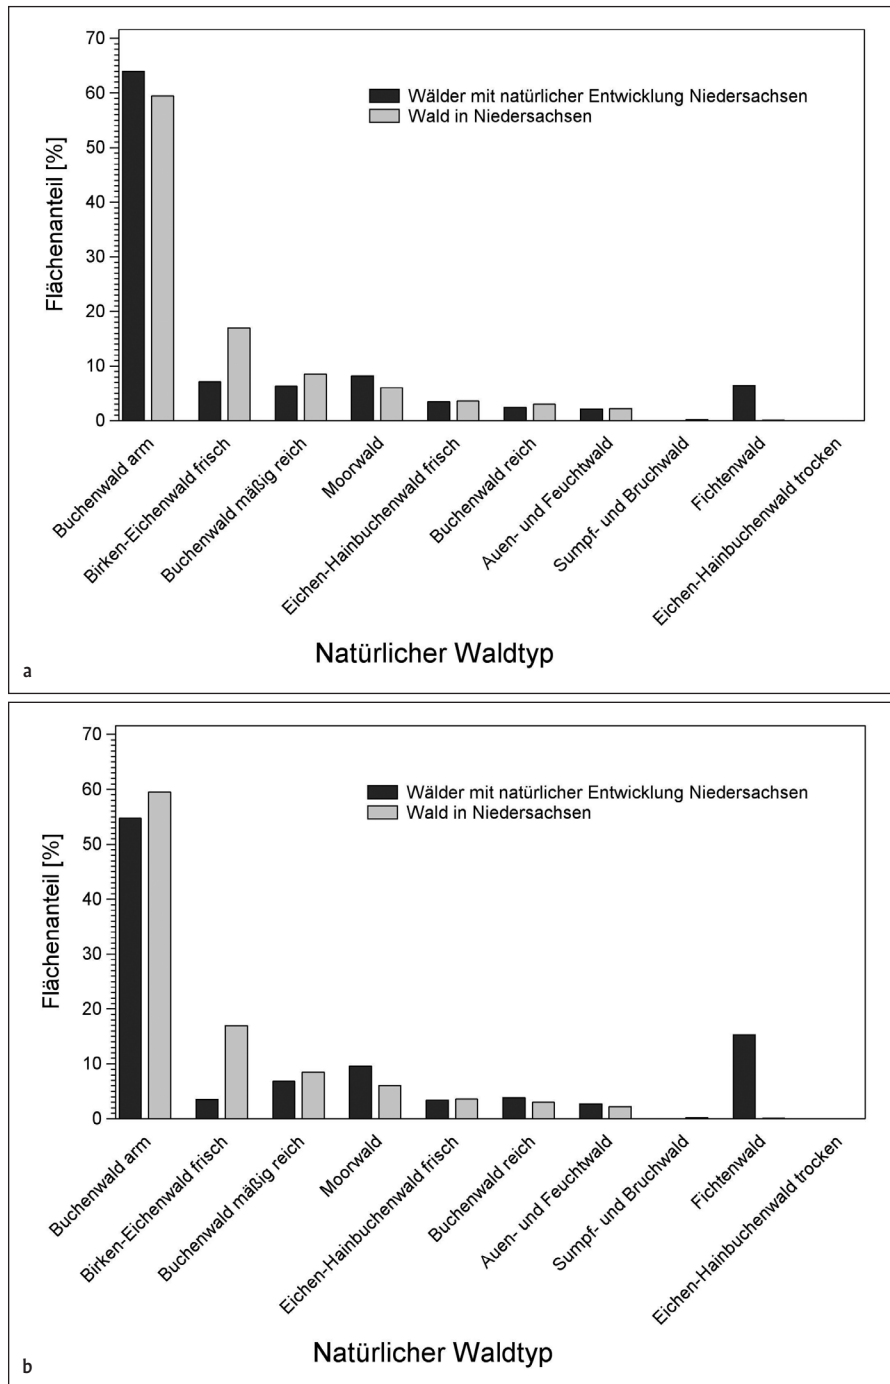 70
60
50
40
30
20
10
0
Flächenanteil [%]
Wälder mit natürlicher Entwicklung Niedersachsen
Wald in Niedersachsen
Buchenwald arm
Birken-Eichenwald frisch
Buchenwald mäßig reich
Moorwald
Eichen-Hainbuchenwald frisch
Buchenwald reich
Auen- und Feuchtwald
Sumpf- und Bruchwald
Fichtenwald
Eichen-Hainbuchenwald trocken
Natürlicher Waldtyp
a
70
60
50
40
30
20
10
0
Flächenanteil [%]
Wälder mit natürlicher Entwicklung Niedersachsen
Wald in Niedersachsen
Buchenwald arm
Birken-Eichenwald frisch
Buchenwald mäßig reich
Moorwald
Eichen-Hainbuchenwald frisch
Buchenwald reich
Auen- und Feuchtwald
Sumpf- und Bruchwald
Fichtenwald
Eichen-Hainbuchenwald trocken
Natürlicher Waldtyp
b